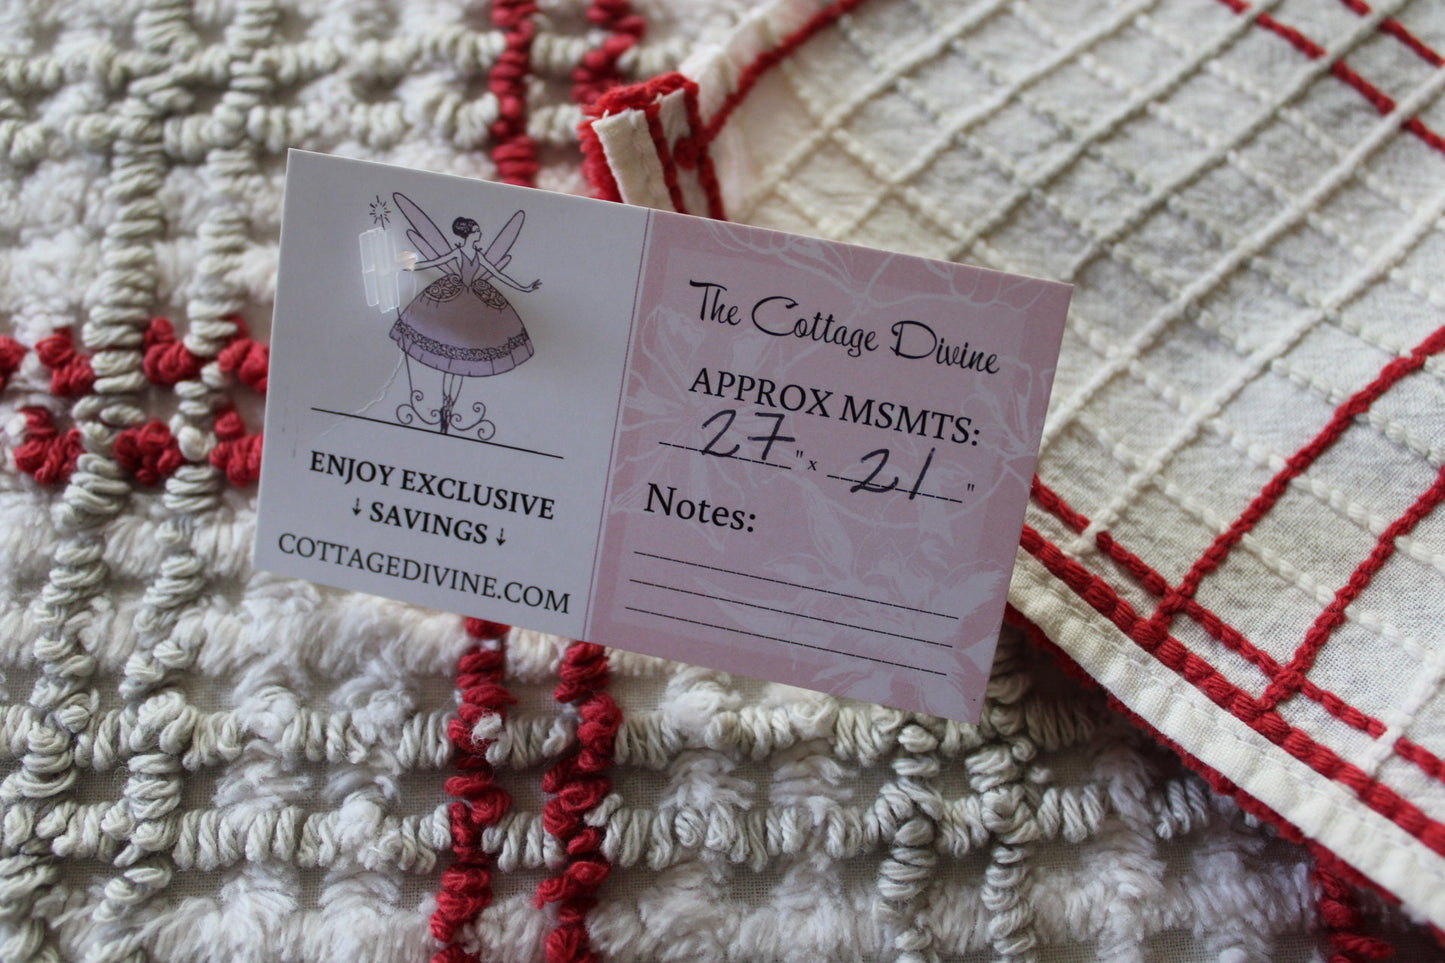 ENJOY EXCLUSIVE
↓ SAVINGS ↓
COTTAGEDIVINE.COM
The Cottage Divine
APPROX MSMTS:
27" x 21"
Notes: